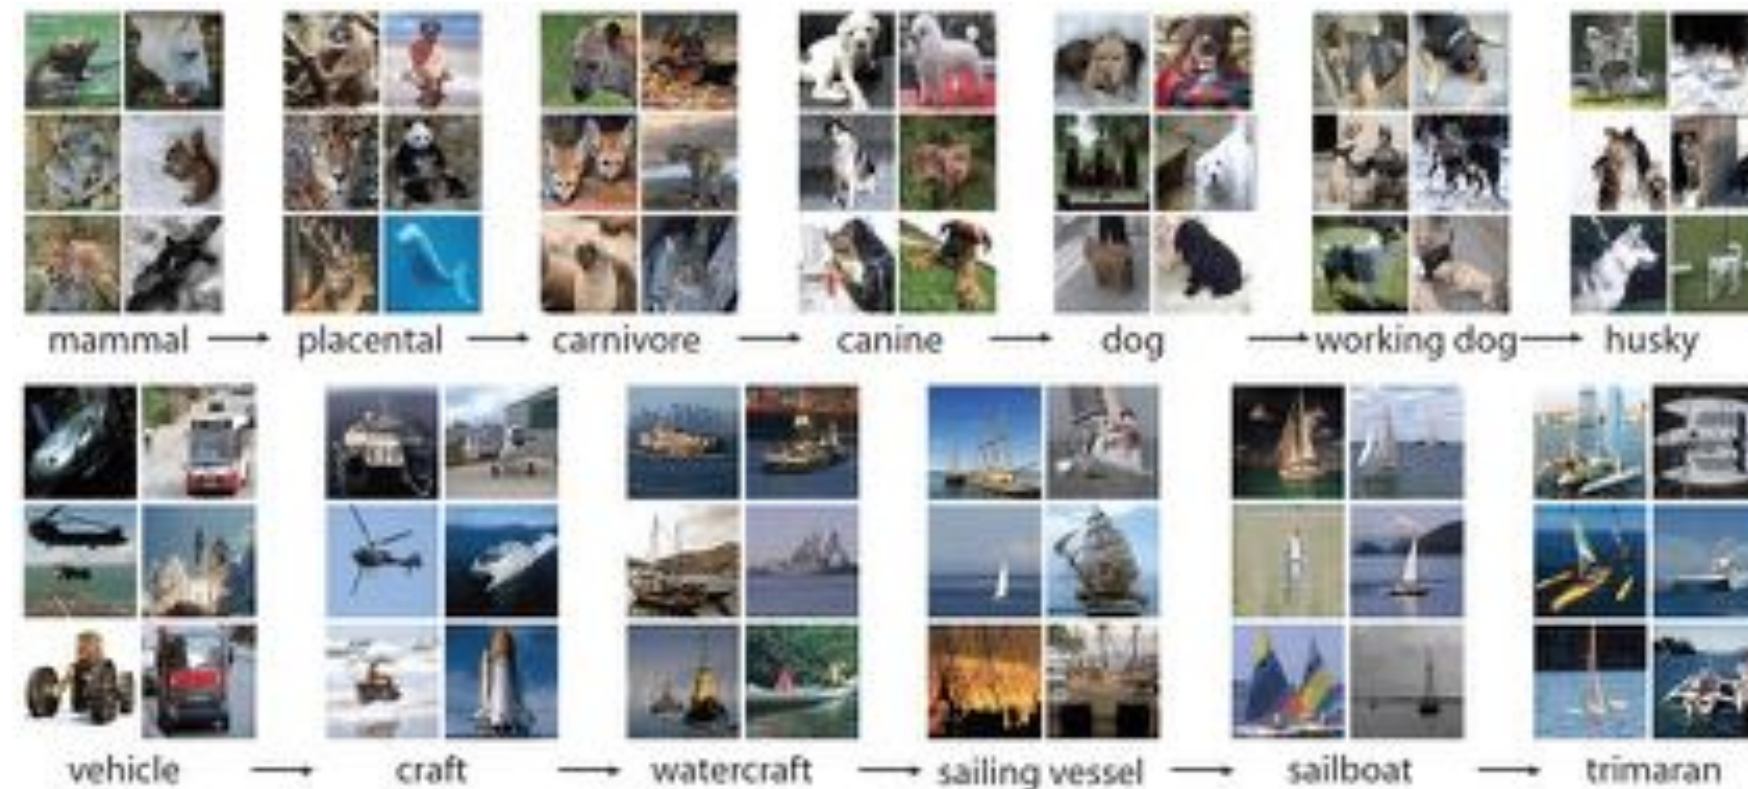 mammal → placental → carnivore → canine → dog → working dog → husky
vehicle → craft → watercraft → sailing vessel → sailboat → trimaran